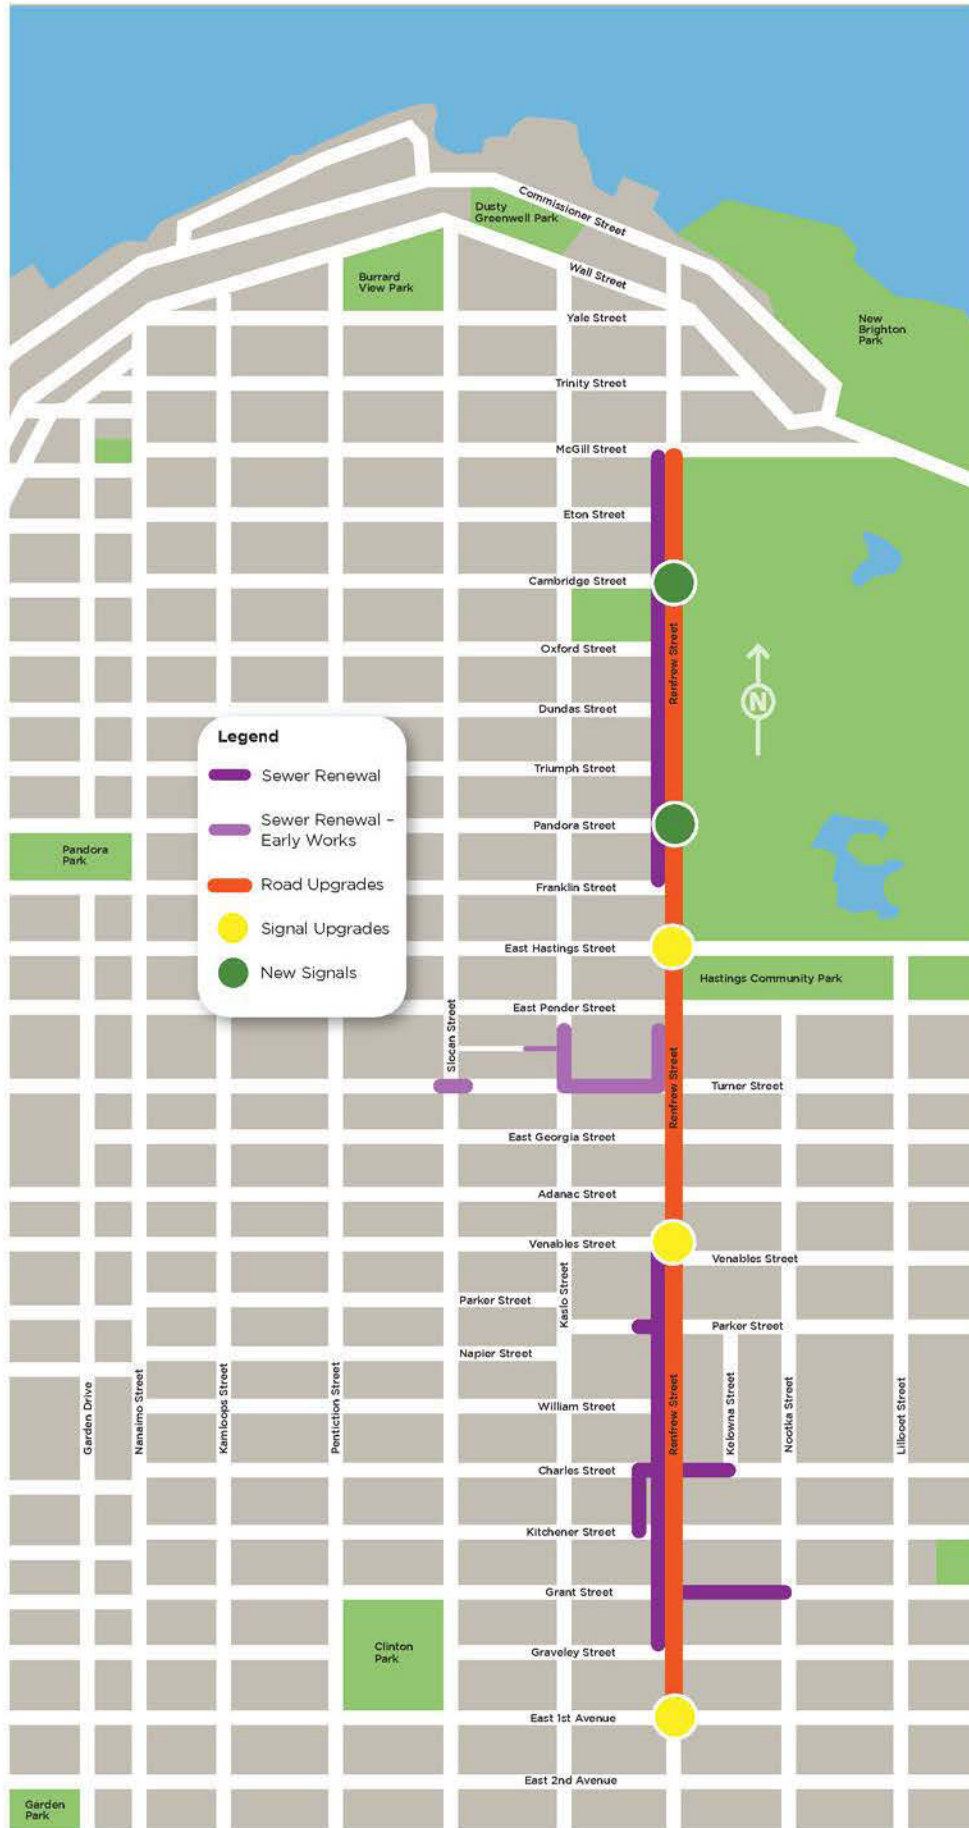 Commissioner Street
Dusty
Greenwell Park
Wall Street
Burrard
View Park
Yale Street
New
Brighton
Park
Trinity Street
McGill Street
Eton Street
Cambridge Street
Oxford Street
Renfrew Street
N
Dundas Street
Legend
Sewer Renewal
Sewer Renewal –
Early Works
Road Upgrades
Signal Upgrades
New Signals
Triumph Street
Pandora Street
Pandora
Park
Franklin Street
East Hastings Street
Hastings Community Park
East Pender Street
Slocan Street
Renfrew Street
Turner Street
East Georgia Street
Adanac Street
Venables Street
Venables Street
Kaslo Street
Parker Street
Parker Street
Napier Street
Garden Drive
Nanaimo Street
Kamloops Street
Pentiction Street
William Street
Renfrew Street
Kelowna Street
Nootka Street
Lillooet Street
Charles Street
Kitchener Street
Grant Street
Clinton
Park
Graveley Street
East 1st Avenue
East 2nd Avenue
Garden
Park